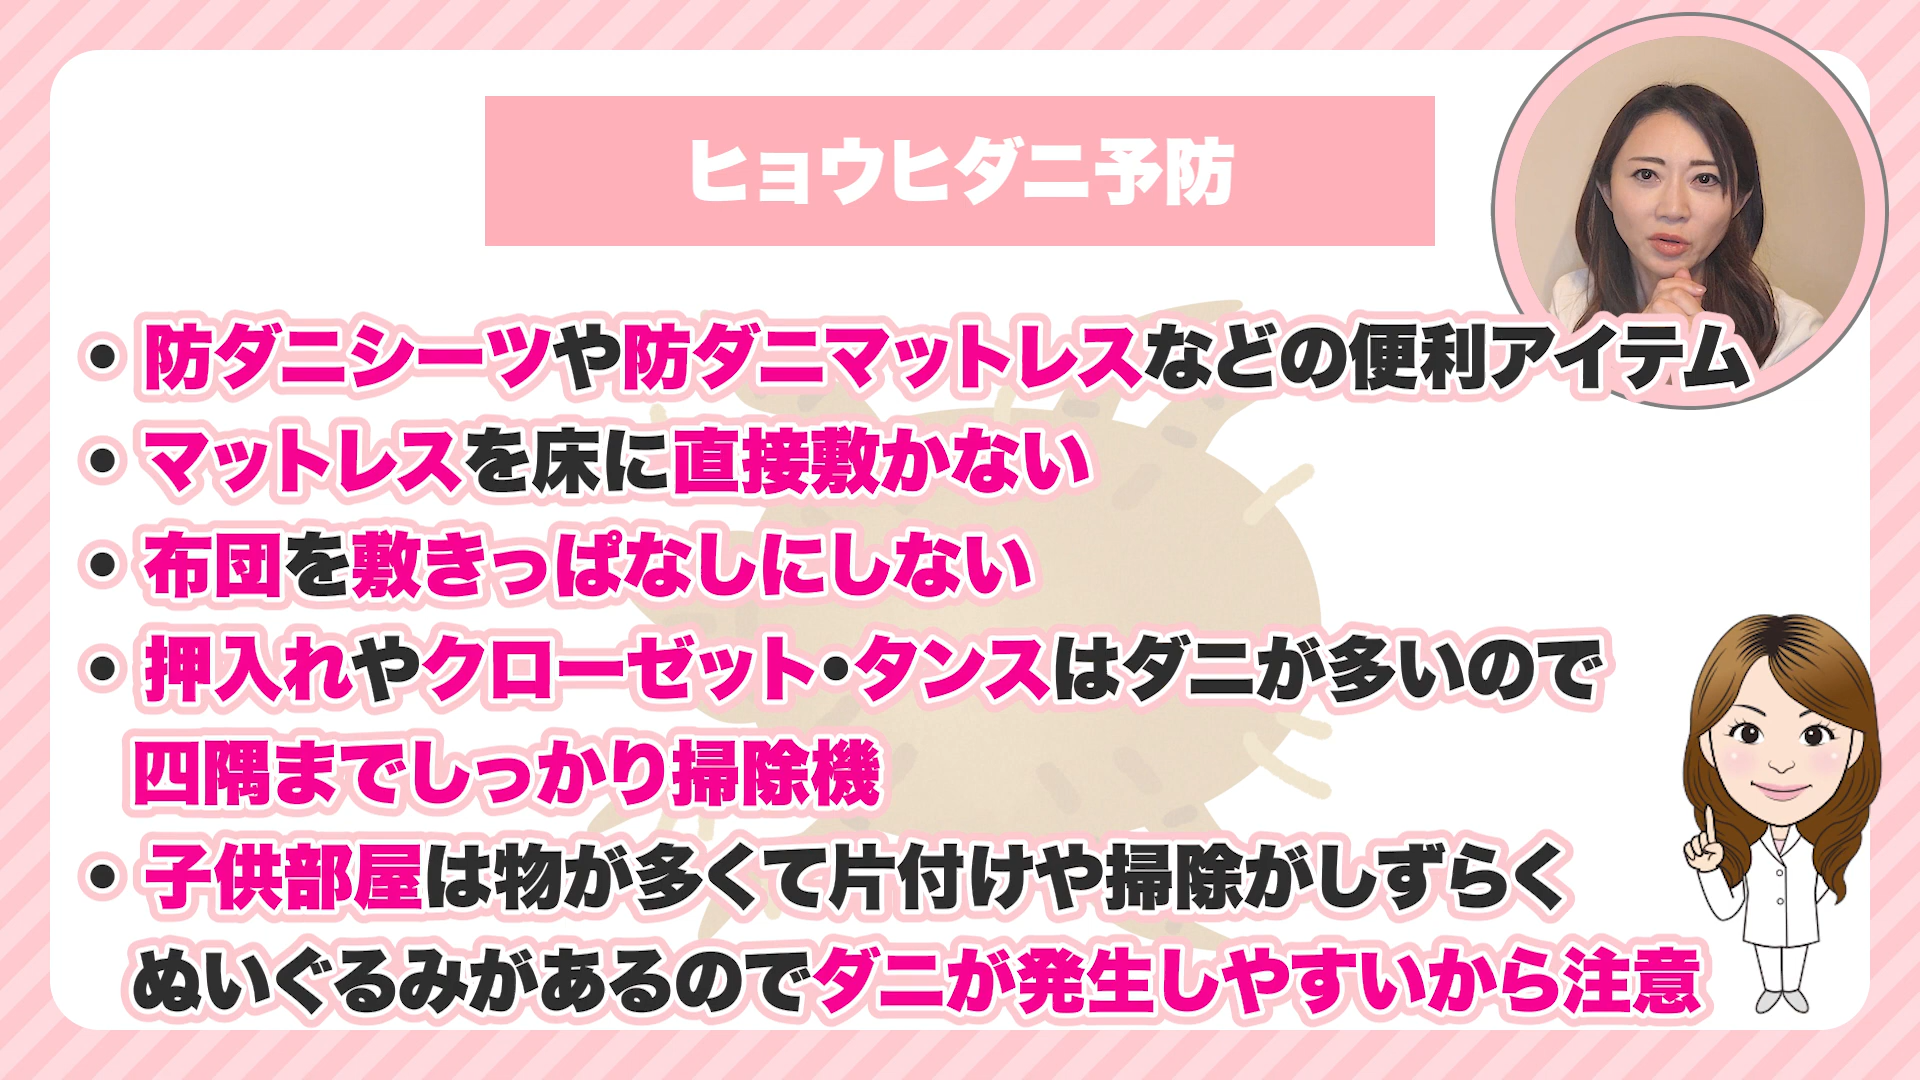 ヒョウヒダニ予防
• 防ダニシーツや防ダニマットレスなどの便利アイテム
• マットレスを床に直接敷かない
• 布団を敷きっぱなしにしない
• 押入れやクローゼット・タンスはダニが多いので
四隅までしっかり掃除機
• 子供部屋は物が多くて片付けや掃除がしずらく
ぬいぐるみがあるのでダニが発生しやすいから注意